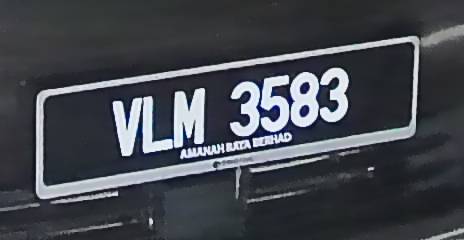 VLM 3583
AMANAH RAYA BERHAD